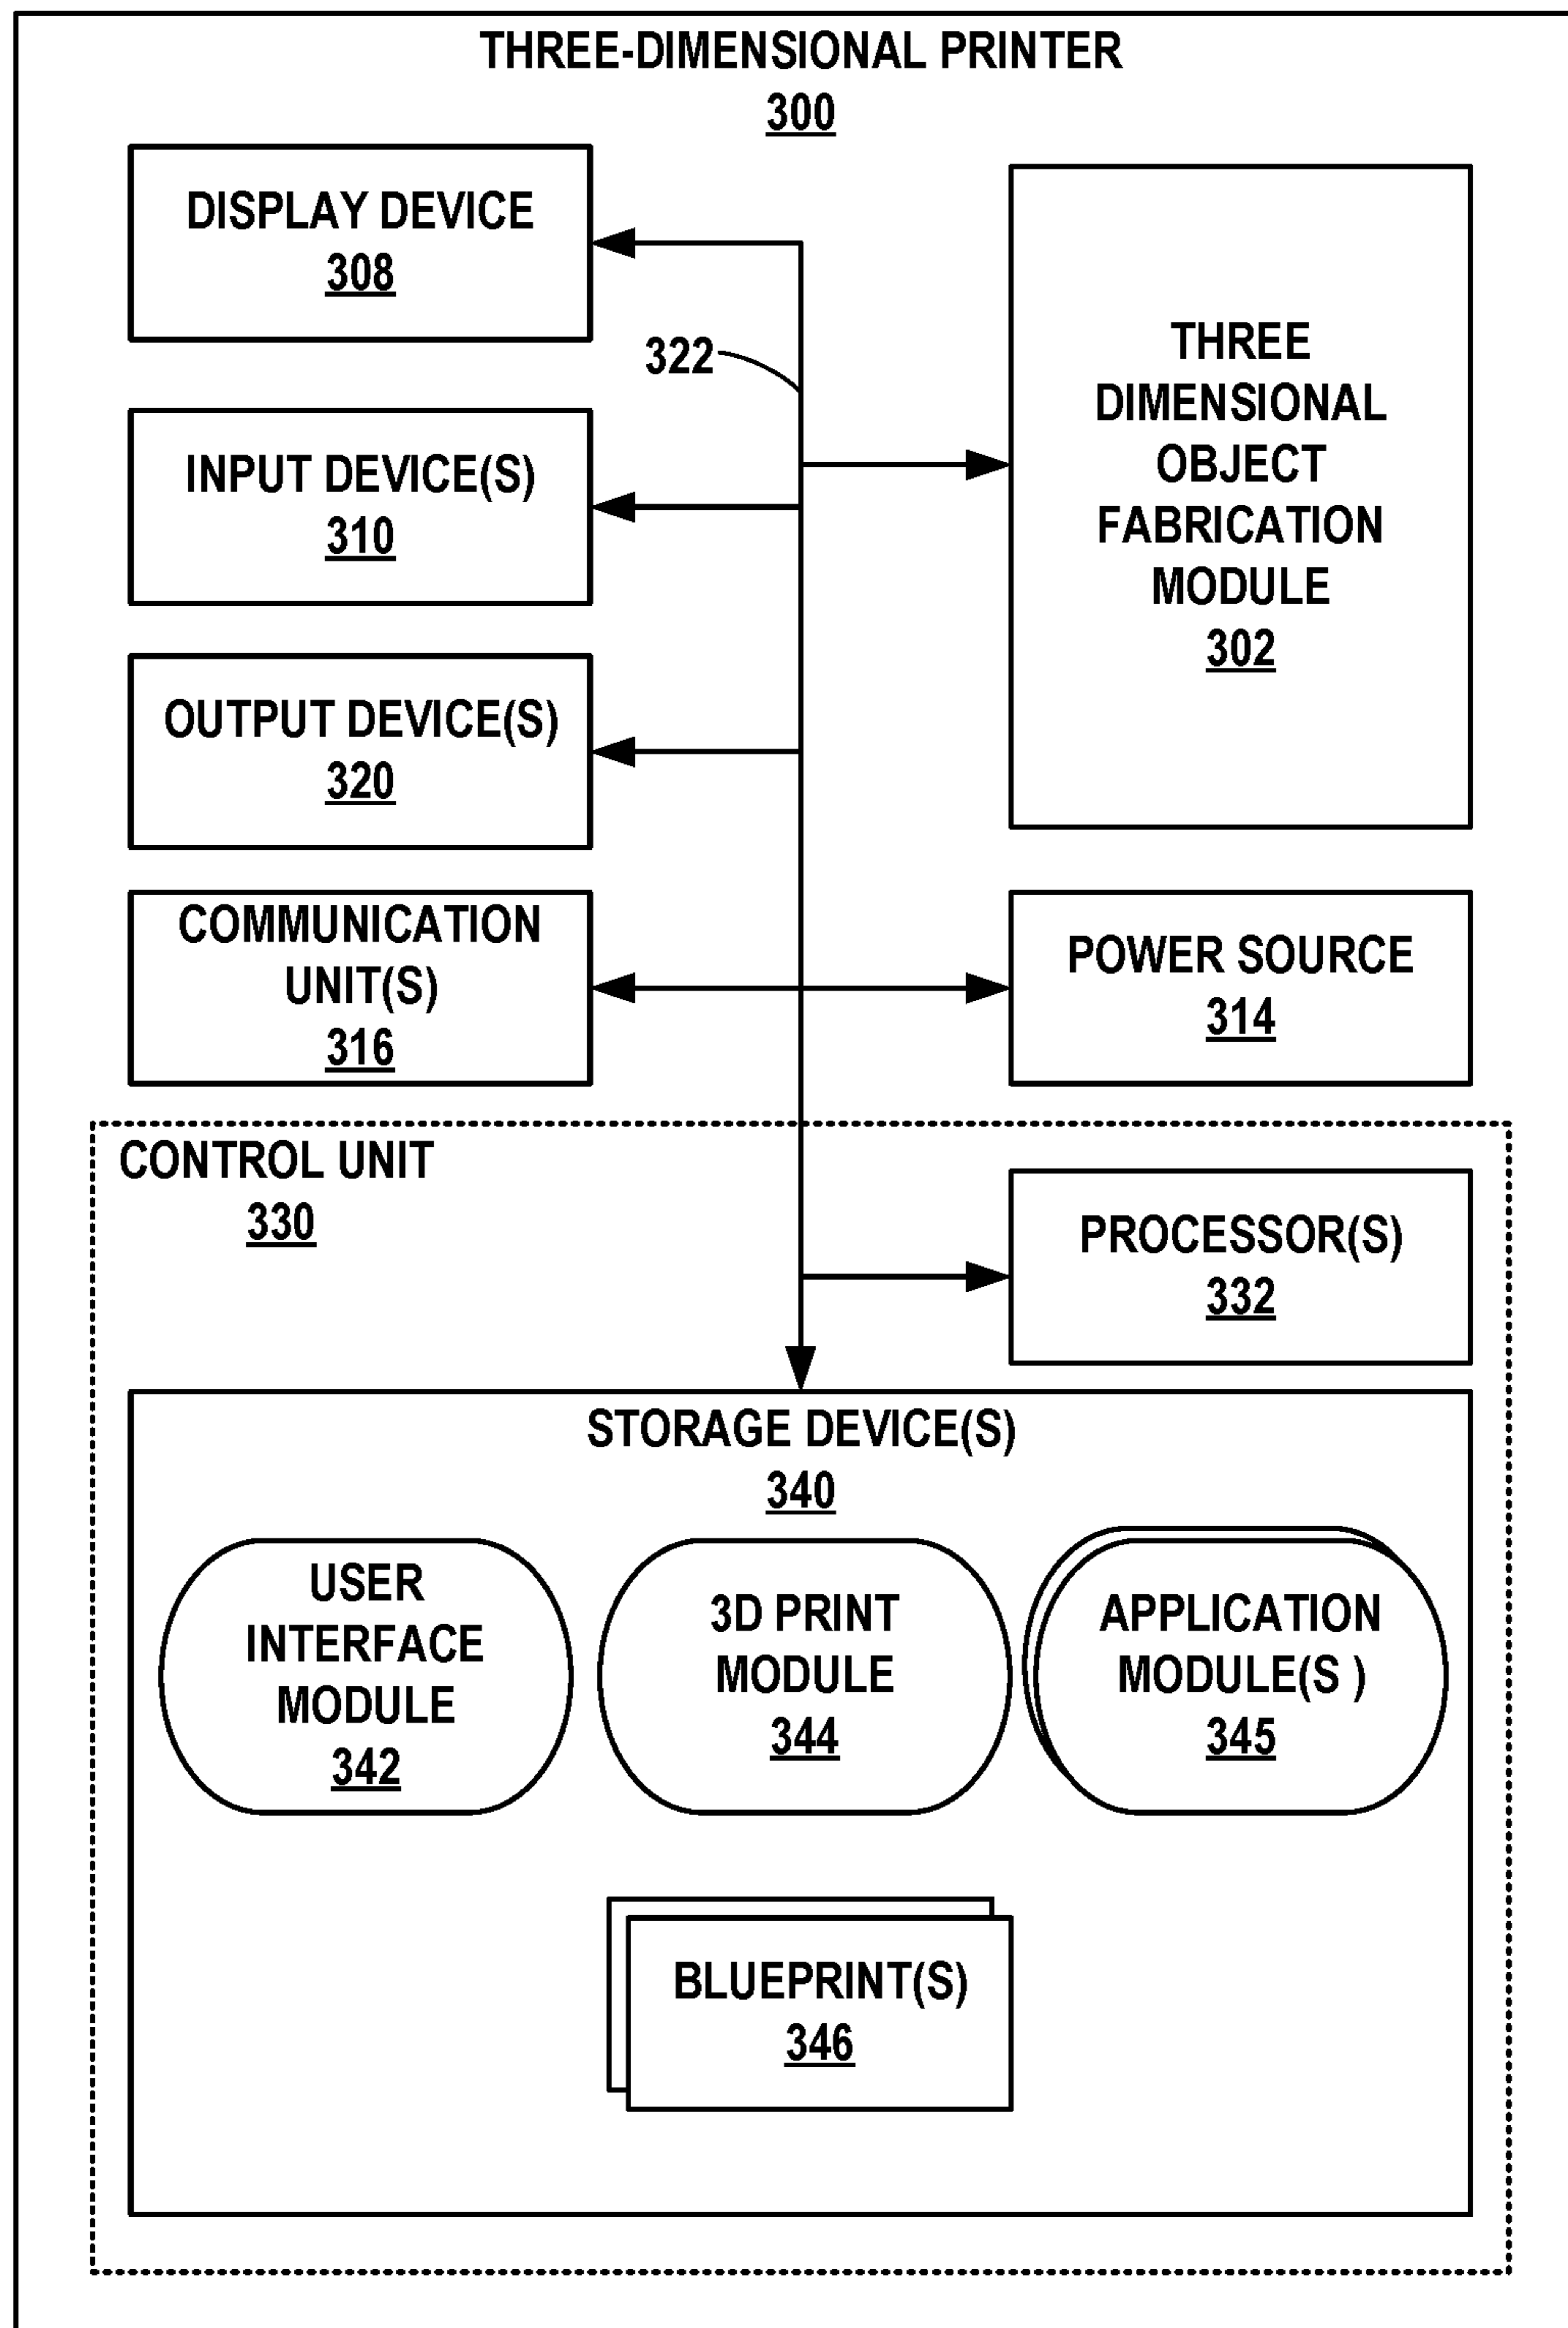 THREE-DIMENSIONAL PRINTER
300
DISPLAY DEVICE
308
322
THREE
DIMENSIONAL
OBJECT
FABRICATION
MODULE
302
INPUT DEVICE(S)
310
OUTPUT DEVICE(S)
320
COMMUNICATION
UNIT(S)
316
POWER SOURCE
314
CONTROL UNIT
330
PROCESSOR(S)
332
STORAGE DEVICE(S)
340
USER
INTERFACE
MODULE
342
3D PRINT
MODULE
344
APPLICATION
MODULE(S )
345
BLUEPRINT(S)
346